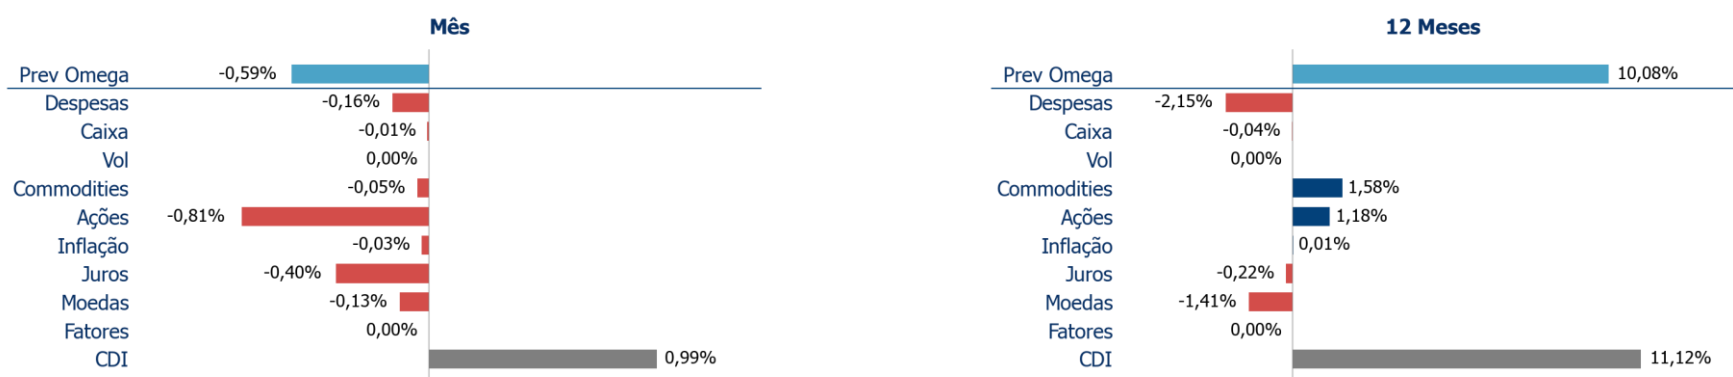 Mês
Prev Omega -0,59%
Despesas -0,16%
Caixa -0,01%
Vol 0,00%
Commodities -0,05%
Ações -0,81%
Inflação -0,03%
Juros -0,40%
Moedas -0,13%
Fatores 0,00%
CDI 0,99%
12 Meses
Prev Omega 10,08%
Despesas -2,15%
Caixa -0,04%
Vol 0,00%
Commodities 1,58%
Ações 1,18%
Inflação 0,01%
Juros -0,22%
Moedas -1,41%
Fatores 0,00%
CDI 11,12%